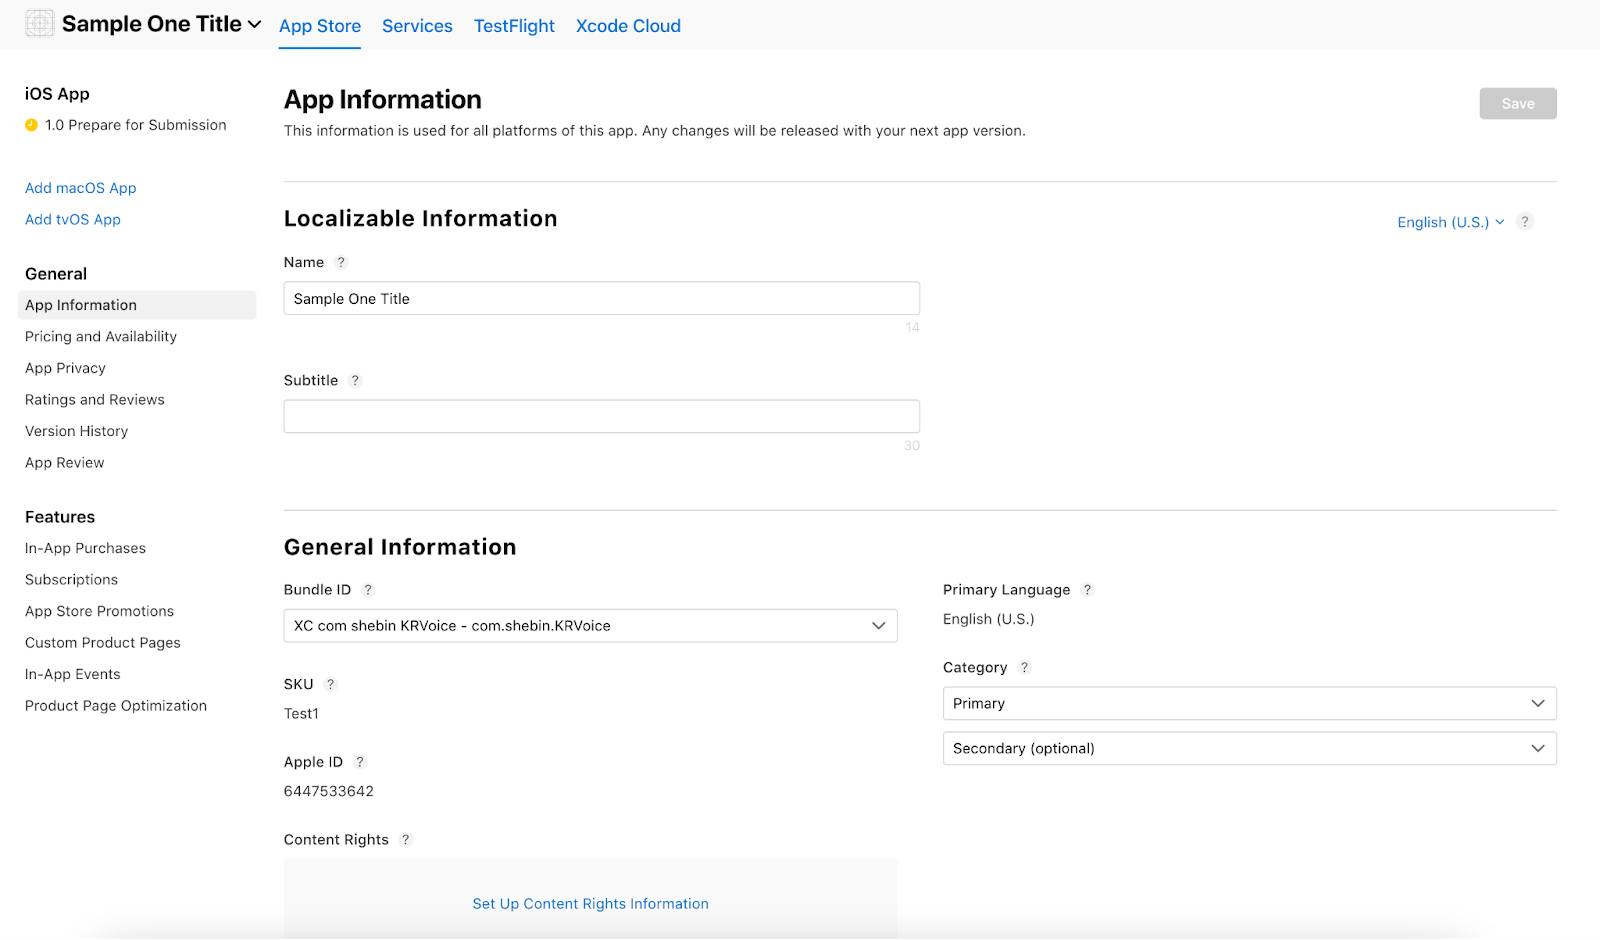 Sample One Title
App Store
Services
TestFlight
Xcode Cloud
iOS App
1.0 Prepare for Submission
Add macOS App
Add tvOS App
General
App Information
Pricing and Availability
App Privacy
Ratings and Reviews
Version History
App Review
Features
In-App Purchases
Subscriptions
App Store Promotions
Custom Product Pages
In-App Events
Product Page Optimization
App Information
Save
This information is used for all platforms of this app. Any changes will be released with your next app version.
Localizable Information
English (U.S.)
?
Name ?
Sample One Title
14
Subtitle ?
30
General Information
Bundle ID ?
XC com shebin KRVoice - com.shebin.KRVoice
SKU ?
Test1
Apple ID ?
6447533642
Content Rights ?
Set Up Content Rights Information
Primary Language ?
English (U.S.)
Category ?
Primary
Secondary (optional)